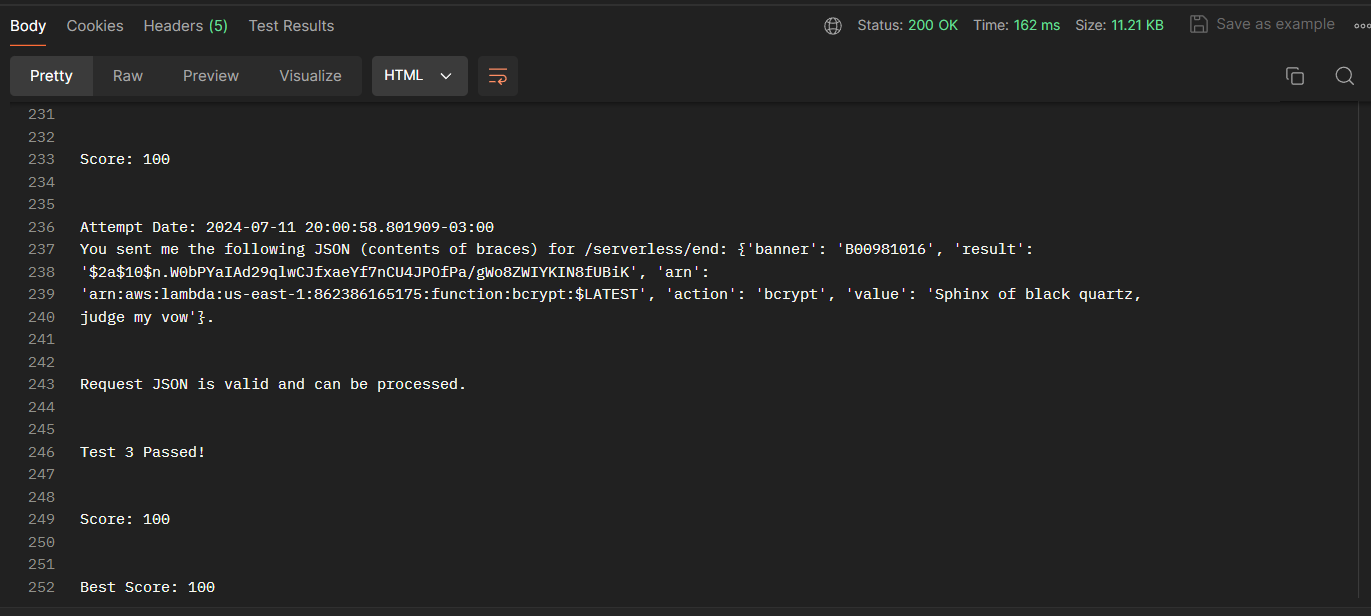 Body Cookies Headers (5) Test Results Status: 200 OK Time: 162 ms Size: 11.21 KB Save as example
Pretty Raw Preview Visualize HTML
231
232
233 Score: 100
234
235
236 Attempt Date: 2024-07-11 20:00:58.801909-03:00
237 You sent me the following JSON (contents of braces) for /serverless/end: {'banner': 'B00981016', 'result':
238 '$2a$10$n.W0bPYaIAd29qlwCJfxaeYf7nCU4JPOfPa/gWo8ZWIYKIN8fUBiK', 'arn':
239 'arn:aws:lambda:us-east-1:862386165175:function:bcrypt:$LATEST', 'action': 'bcrypt', 'value': 'Sphinx of black quartz,
240 judge my vow'}.
241
242
243 Request JSON is valid and can be processed.
244
245
246 Test 3 Passed!
247
248
249 Score: 100
250
251
252 Best Score: 100